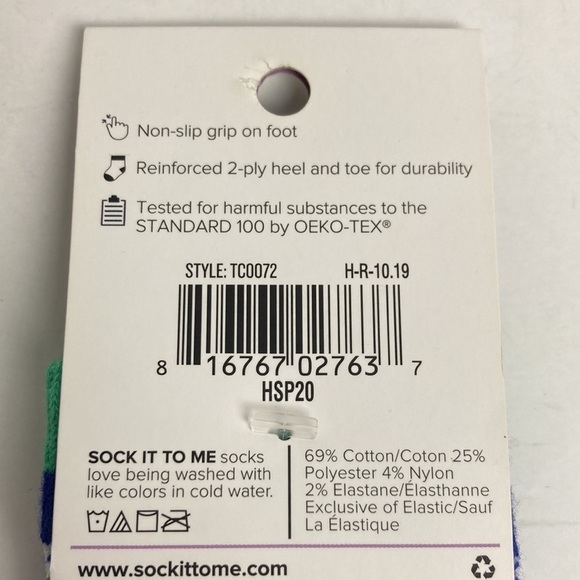 Non-slip grip on foot
Reinforced 2-ply heel and toe for durability
Tested for harmful substances to the
STANDARD 100 by OEKO-TEX®
STYLE: TC0072 H-R-10.19
8 16767 02763 7
HSP20
SOCK IT TO ME socks
love being washed with
like colors in cold water.
69% Cotton/Coton 25%
Polyester 4% Nylon
2% Elastane/Élasthanne
Exclusive of Elastic/Sauf
La Élastique
www.sockittome.com